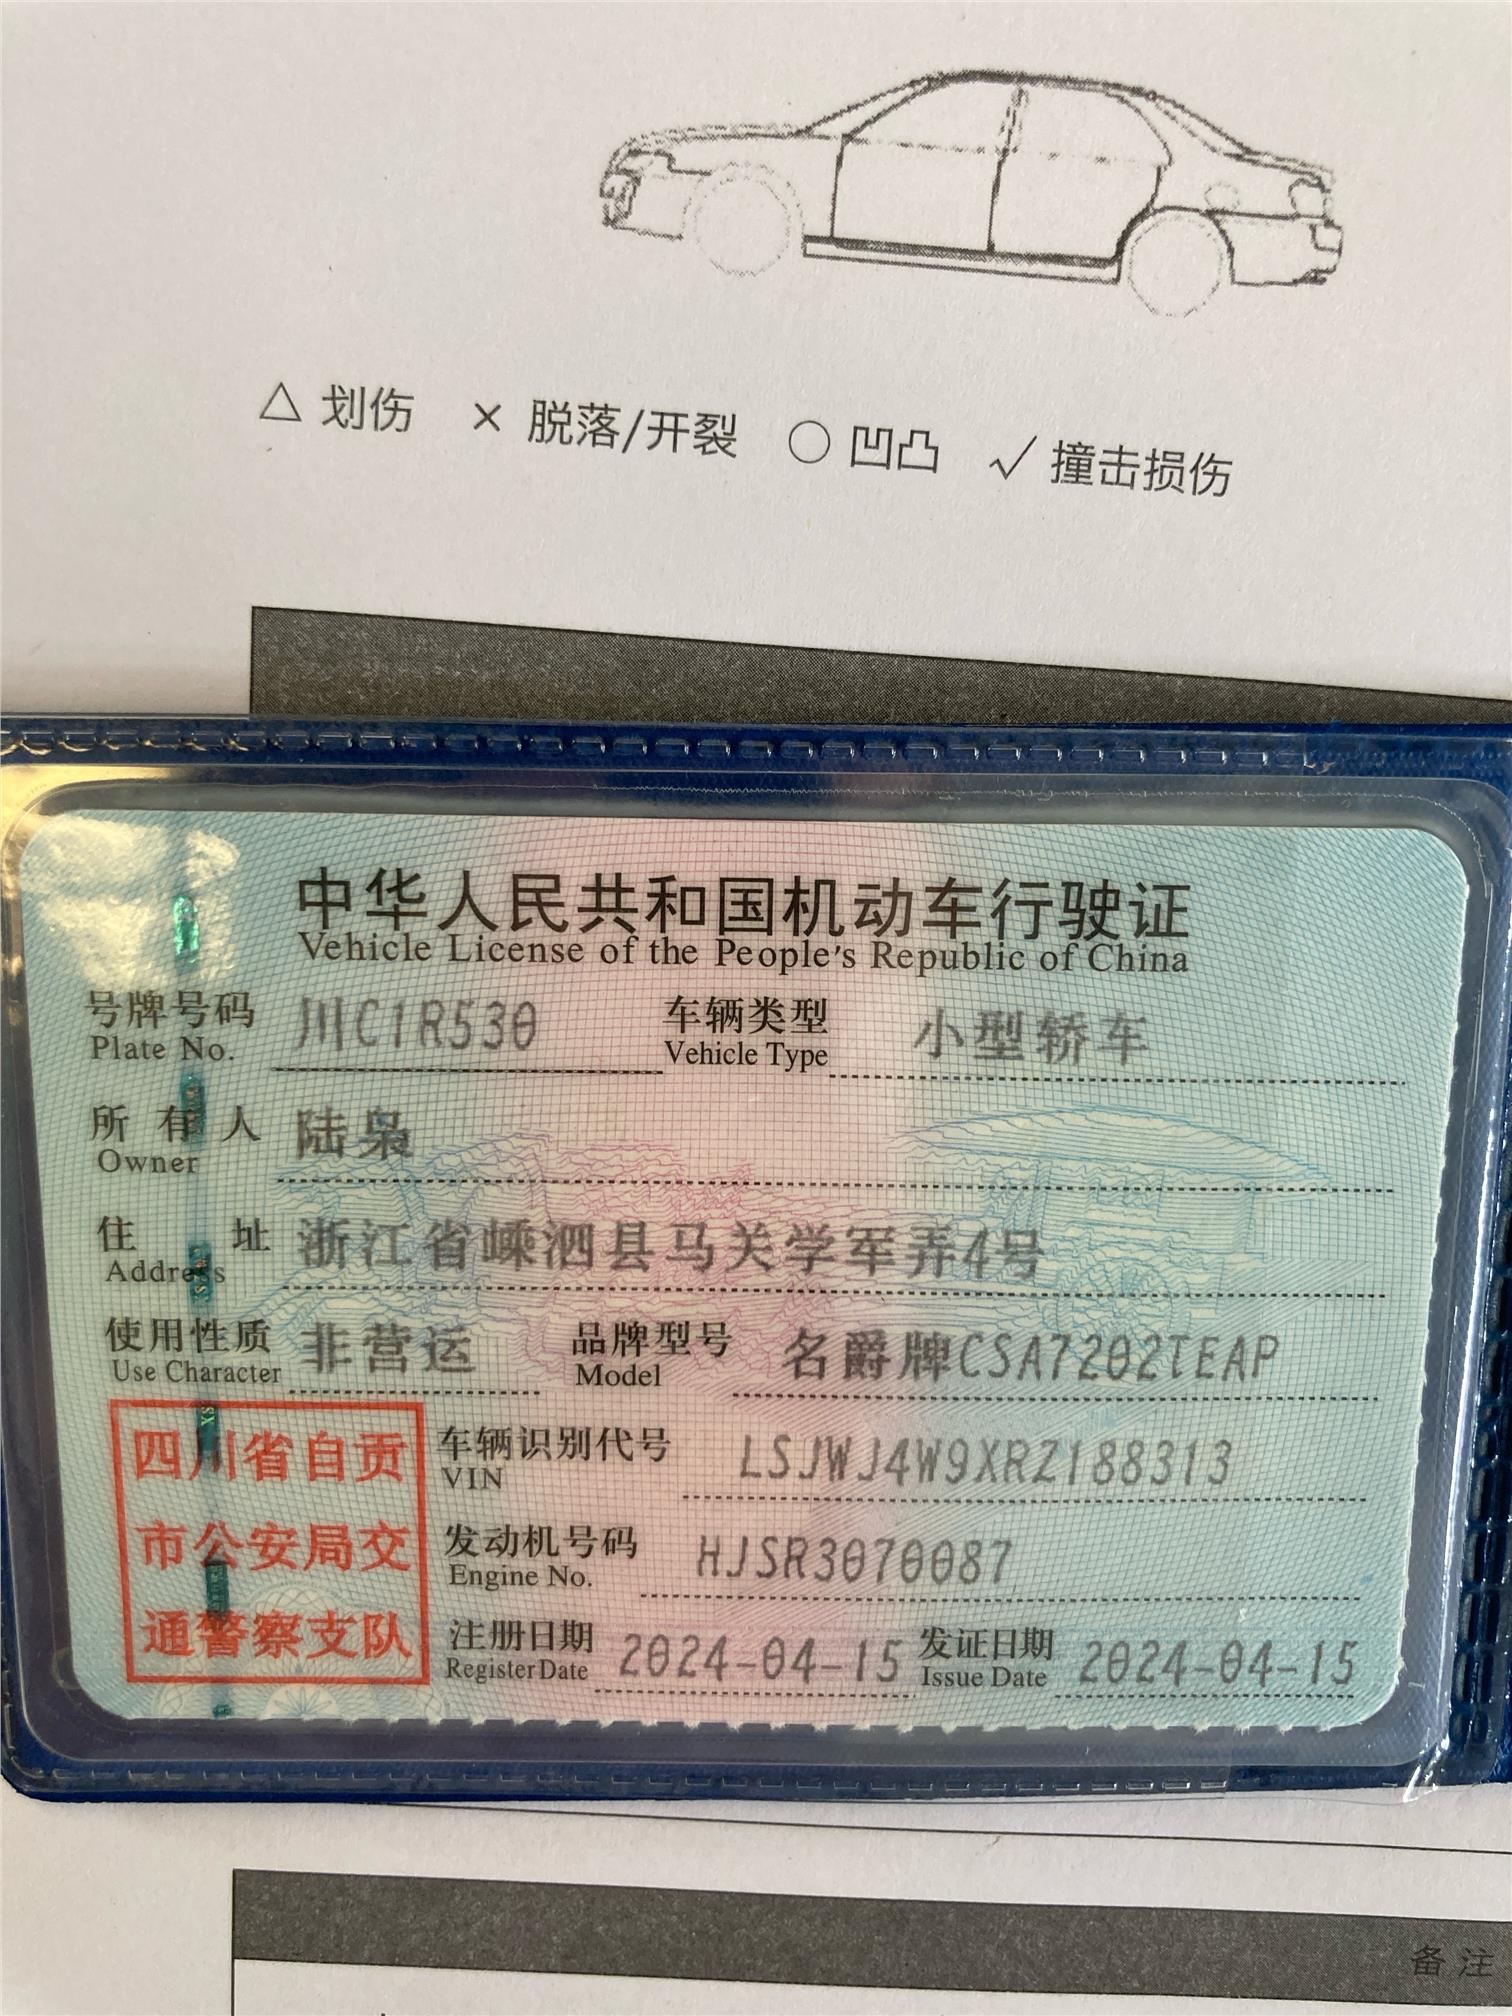 △ 划伤 × 脱落/开裂 ○ 凹凸 √ 撞击损伤
中华人民共和国机动车行驶证
Vehicle License of the People's Republic of China
号牌号码 川C1R530 车辆类型 小型轿车
Plate No. Vehicle Type
所有人 陆枭
Owner
住址 浙江省嵊泗县马关学军弄4号
Address
使用性质 非营运 品牌型号 名爵牌CSA7202TEAP
Use Character Model
四川省自贡
市公安局交
通警察支队
车辆识别代号 LSJWJ4W9XRZ188313
VIN
发动机号码 HJSR3070087
Engine No.
注册日期 2024-04-15 发证日期 2024-04-15
Register Date Issue Date
备注